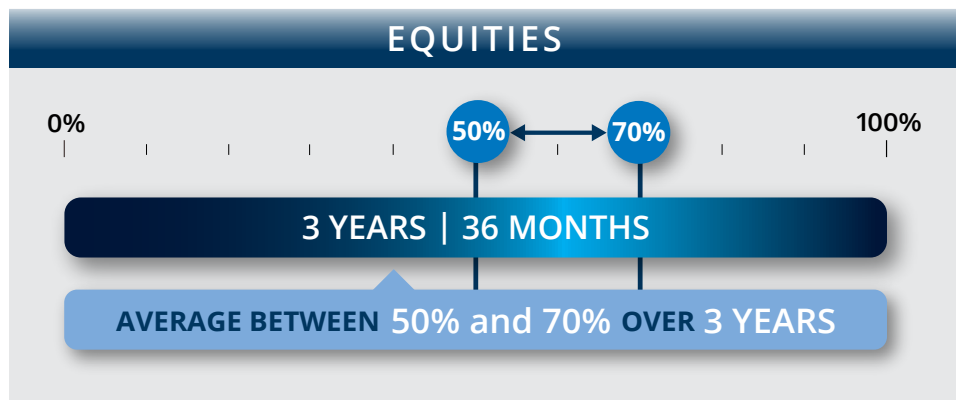 EQUITIES
0%
50%
70%
100%
3 YEARS | 36 MONTHS
AVERAGE BETWEEN 50% and 70% OVER 3 YEARS